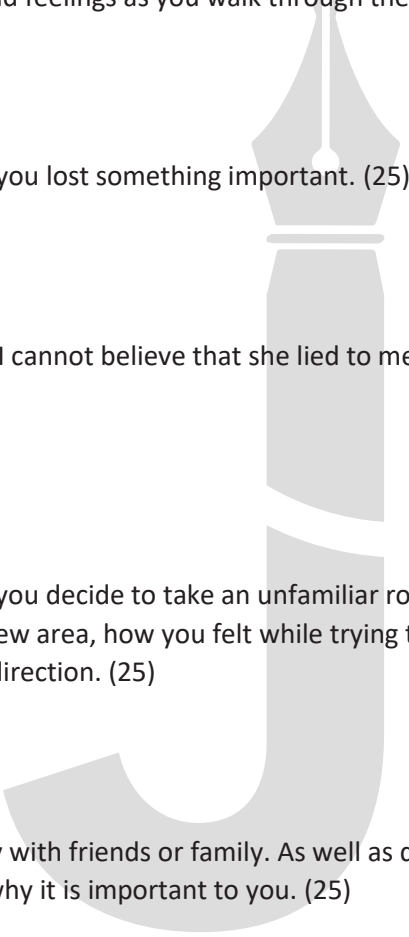 d feelings as you walk through the
you lost something important. (25)
I cannot believe that she lied to me
you decide to take an unfamiliar ro
ew area, how you felt while trying t
direction. (25)
y with friends or family. As well as d
why it is important to you. (25)